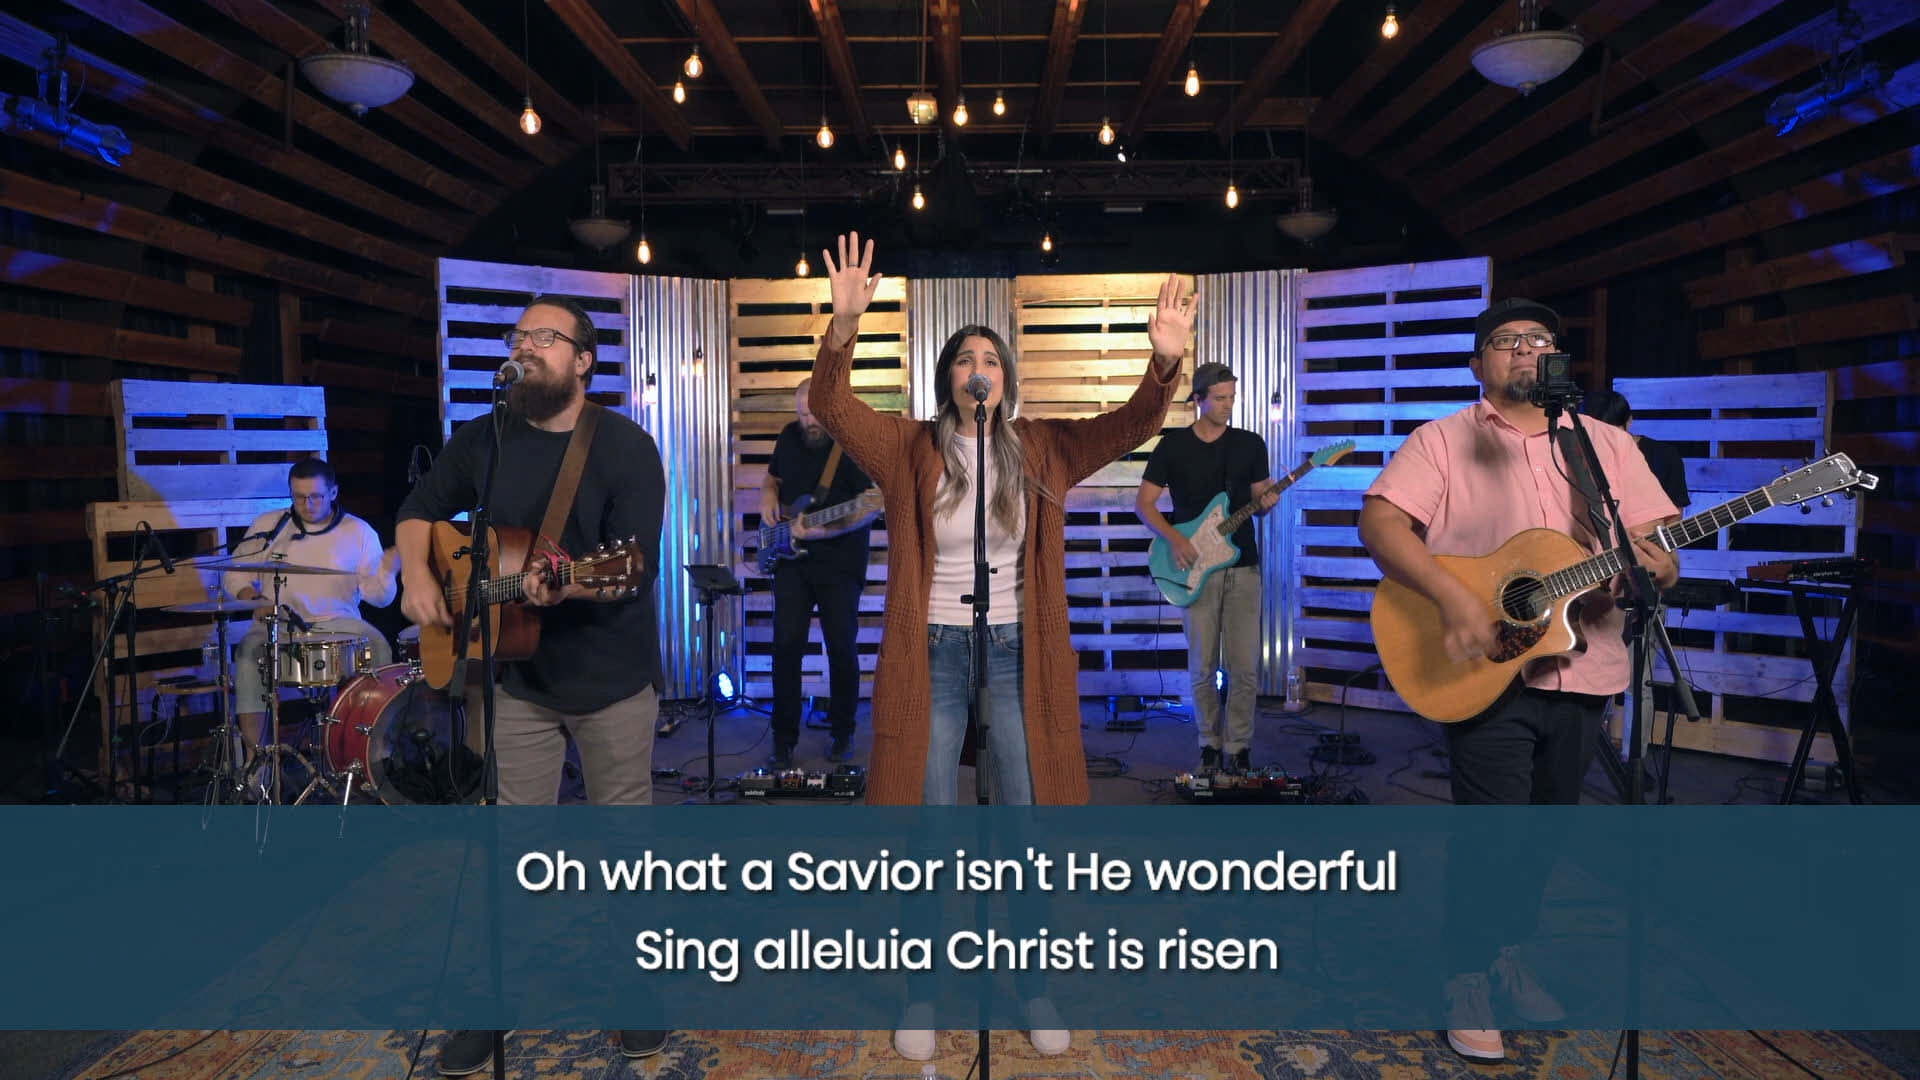 Oh what a Savior isn't He wonderful
Sing alleluia Christ is risen